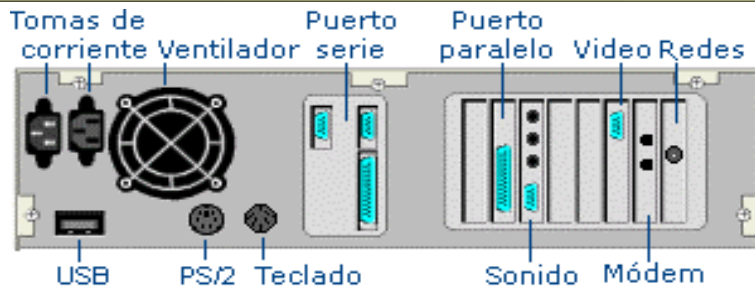 Tomas de corriente
Ventilador
Puerto serie
Puerto paralelo
Video
Redes
USB
PS/2
Teclado
Sonido
Módem